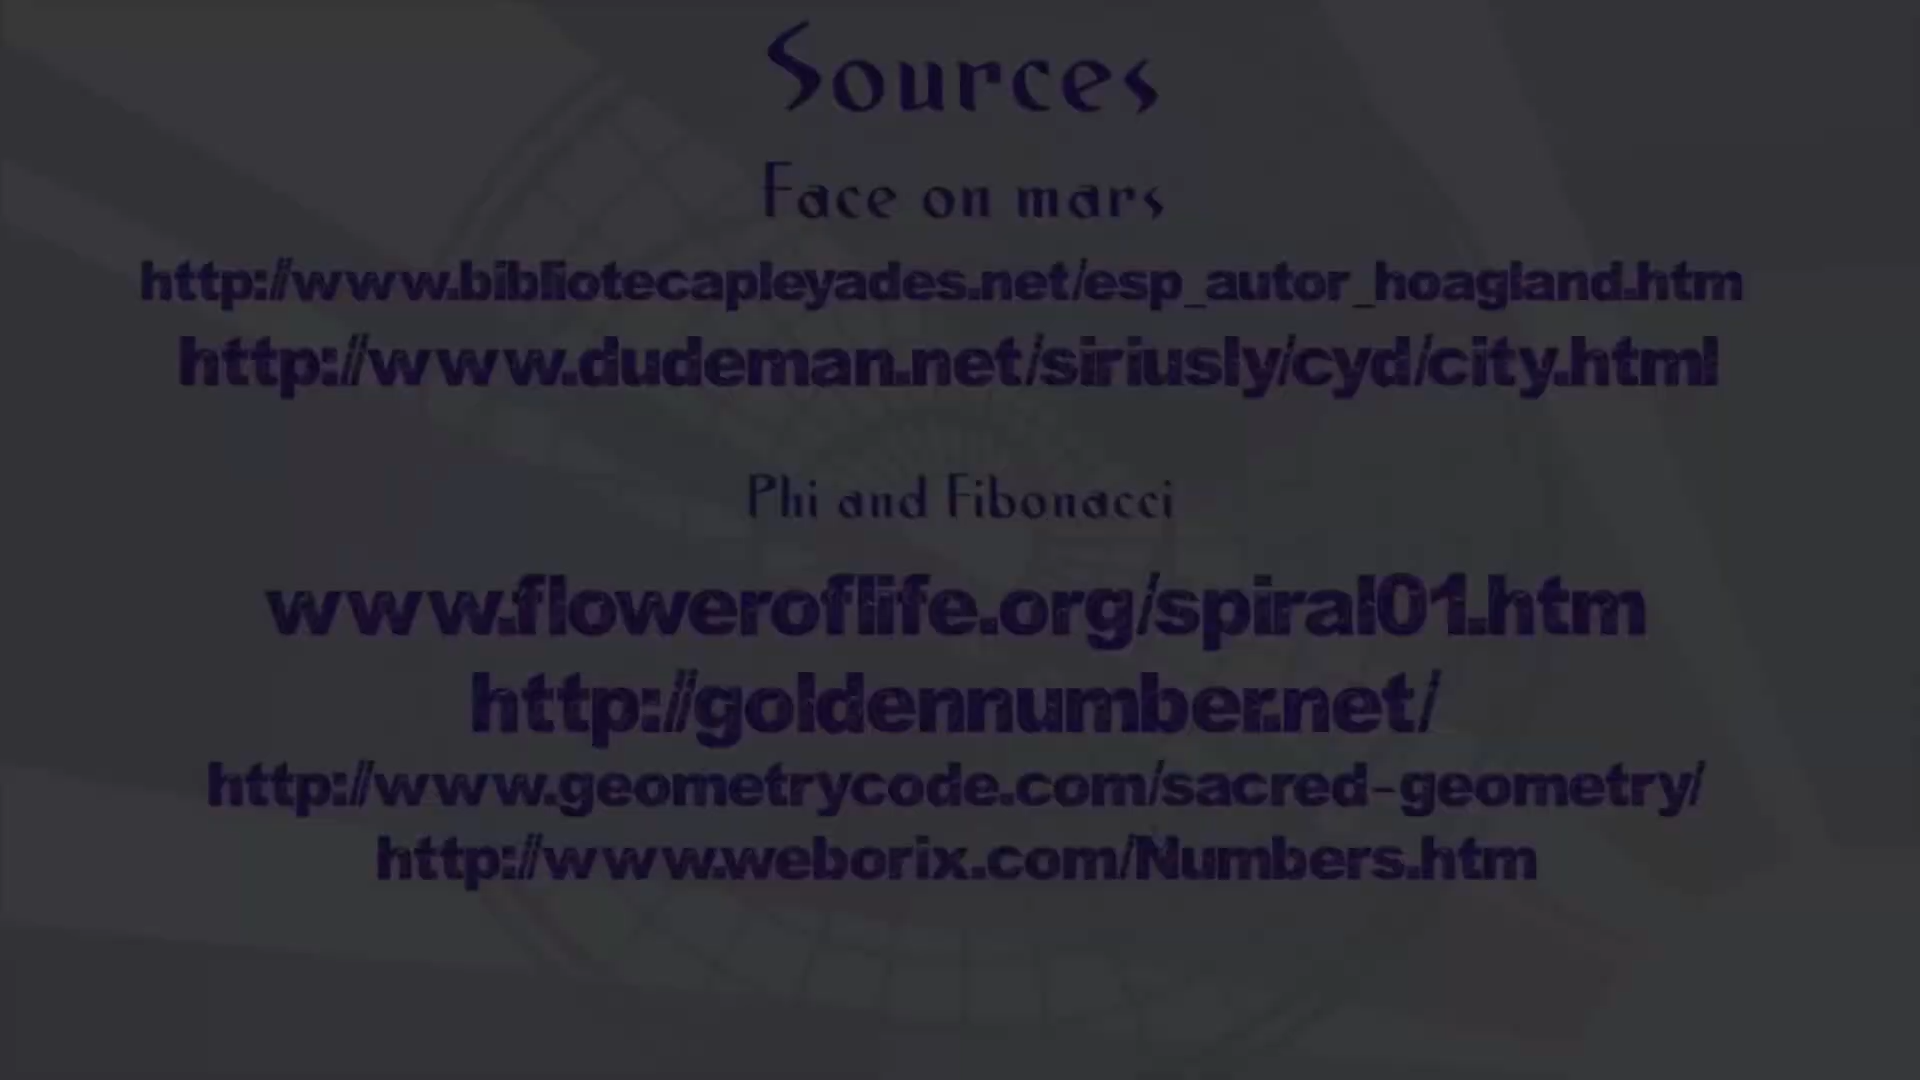 Sources
Face on mars
http://www.bibliotecapleyades.net/esp_autor_hoagland.htm
http://www.dudeman.net/siriusly/cyd/city.html
Phi and Fibonacci
www.floweroflife.org/spiral01.htm
http://goldennumber.net/
http://www.geometrycode.com/sacred-geometry/
http://www.weborix.com/Numbers.htm